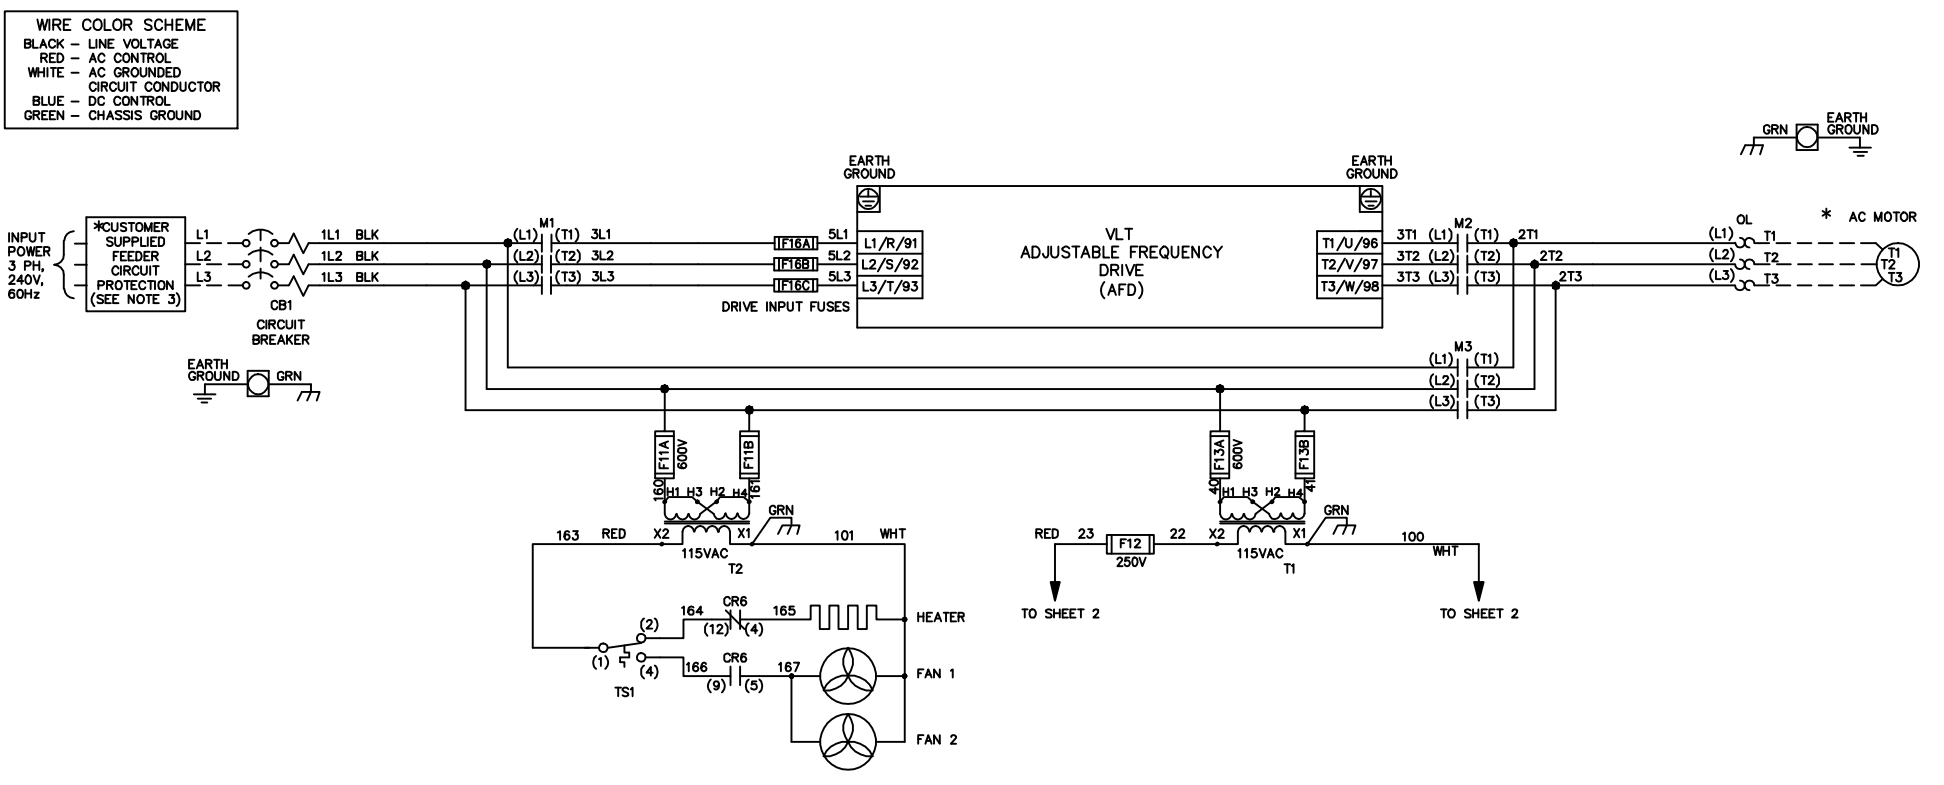 WIRE COLOR SCHEME
BLACK – LINE VOLTAGE
RED – AC CONTROL
WHITE – AC GROUNDED
CIRCUIT CONDUCTOR
BLUE – DC CONTROL
GREEN – CHASSIS GROUND
GRN
EARTH
GROUND
EARTH
GROUND
EARTH
GROUND
INPUT
POWER
3 PH,
240V,
60Hz
*CUSTOMER
SUPPLIED
FEEDER
CIRCUIT
PROTECTION
(SEE NOTE 3)
L1
L2
L3
CB1
CIRCUIT
BREAKER
1L1 BLK
1L2 BLK
1L3 BLK
M1
(L1) (T1) 3L1
(L2) (T2) 3L2
(L3) (T3) 3L3
F16A
F16B
F16C
DRIVE INPUT FUSES
5L1
5L2
5L3
L1/R/91
L2/S/92
L3/T/93
VLT
ADJUSTABLE FREQUENCY
DRIVE
(AFD)
T1/U/96
T2/V/97
T3/W/98
3T1
3T2
3T3
M2
(L1) (T1) 2T1
(L2) (T2) 2T2
(L3) (T3) 2T3
OL
(L1) T1
(L2) T2
(L3) T3
* AC MOTOR
T1
T2
T3
M3
(L1) (T1)
(L2) (T2)
(L3) (T3)
EARTH
GROUND
GRN
F11A
600V
F11B
160
161
H1 H3 H2 H4
GRN
163 RED X2
X1
101 WHT
115VAC
T2
F13A
600V
F13B
40
41
H1 H3 H2 H4
GRN
RED 23
F12
250V
22
X2
X1
100
WHT
115VAC
T1
TO SHEET 2
TO SHEET 2
(1)
(2)
(4)
TS1
164
CR6
(12) (4)
165
HEATER
166
CR6
(9) (5)
167
FAN 1
FAN 2